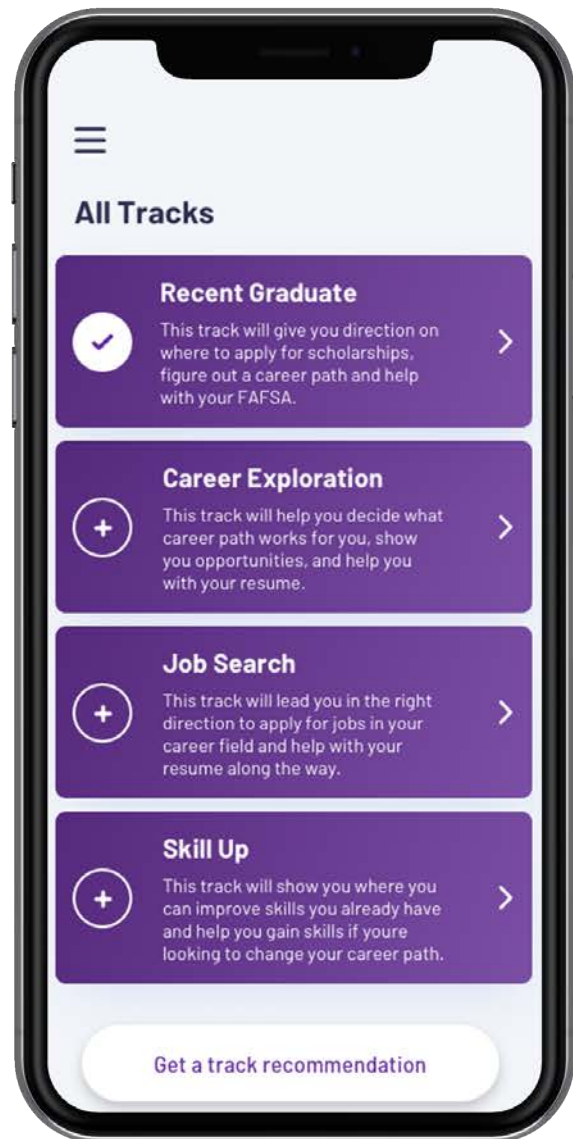 All Tracks
Recent Graduate
This track will give you direction on
where to apply for scholarships,
figure out a career path and help
with your FAFSA.
Career Exploration
This track will help you decide what
career path works for you, show
you opportunities, and help you
with your resume.
Job Search
This track will lead you in the right
direction to apply for jobs in your
career field and help with your
resume along the way.
Skill Up
This track will show you where you
can improve skills you already have
and help you gain skills if youre
looking to change your career path.
Get a track recommendation